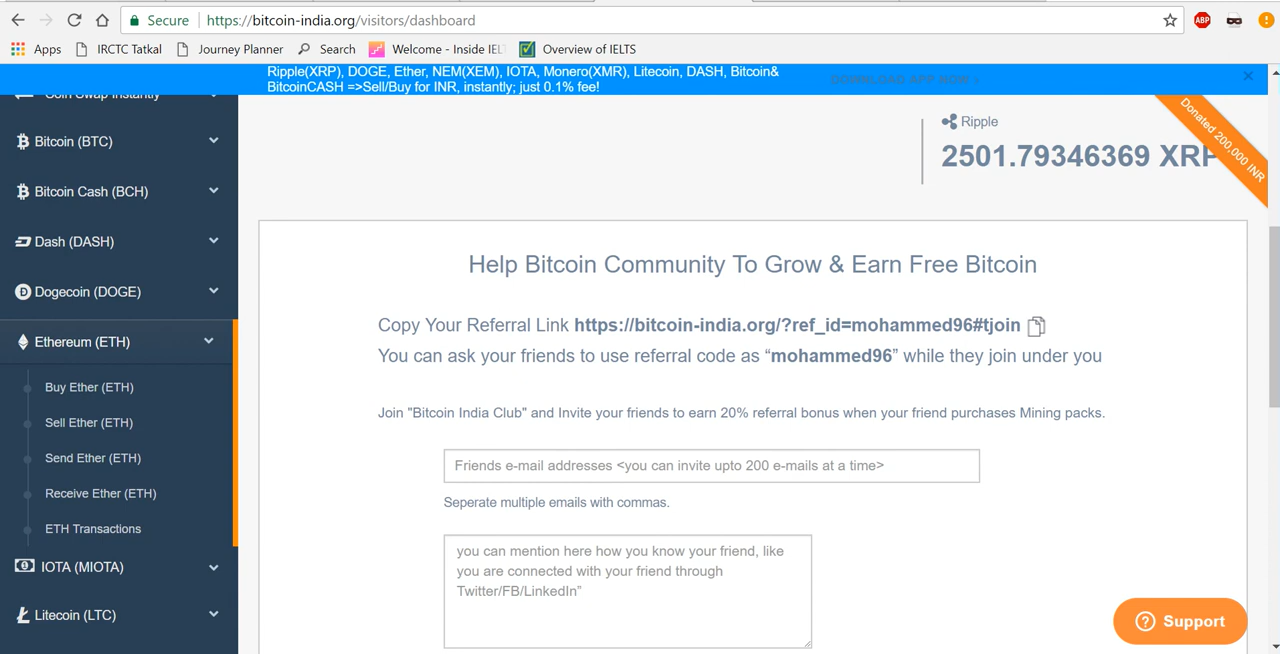 Secure
https://bitcoin-india.org/visitors/dashboard
ABP
Apps
IRCTC Tatkal
Journey Planner
Search
Welcome - Inside IEL
Overview of IELTS
Ripple(XRP), DOGE, Ether, NEM(XEM), IOTA, Monero(XMR), Litecoin, DASH, Bitcoin&
BitcoinCASH =>Sell/Buy for INR, instantly; just 0.1% fee!
DOWNLOAD APP NOW
Coin Swap Instantly
Bitcoin (BTC)
Bitcoin Cash (BCH)
Dash (DASH)
Dogecoin (DOGE)
Ethereum (ETH)
Buy Ether (ETH)
Sell Ether (ETH)
Send Ether (ETH)
Receive Ether (ETH)
ETH Transactions
IOTA (MIOTA)
Litecoin (LTC)
Ripple
2501.79346369 XRP
Donated 200,000 INR
Help Bitcoin Community To Grow & Earn Free Bitcoin
Copy Your Referral Link https://bitcoin-india.org/?ref_id=mohammed96#tjoin
You can ask your friends to use referral code as “mohammed96” while they join under you
Join "Bitcoin India Club" and Invite your friends to earn 20% referral bonus when your friend purchases Mining packs.
Friends e-mail addresses <you can invite upto 200 e-mails at a time>
Seperate multiple emails with commas.
you can mention here how you know your friend, like
you are connected with your friend through
Twitter/FB/LinkedIn”
Support